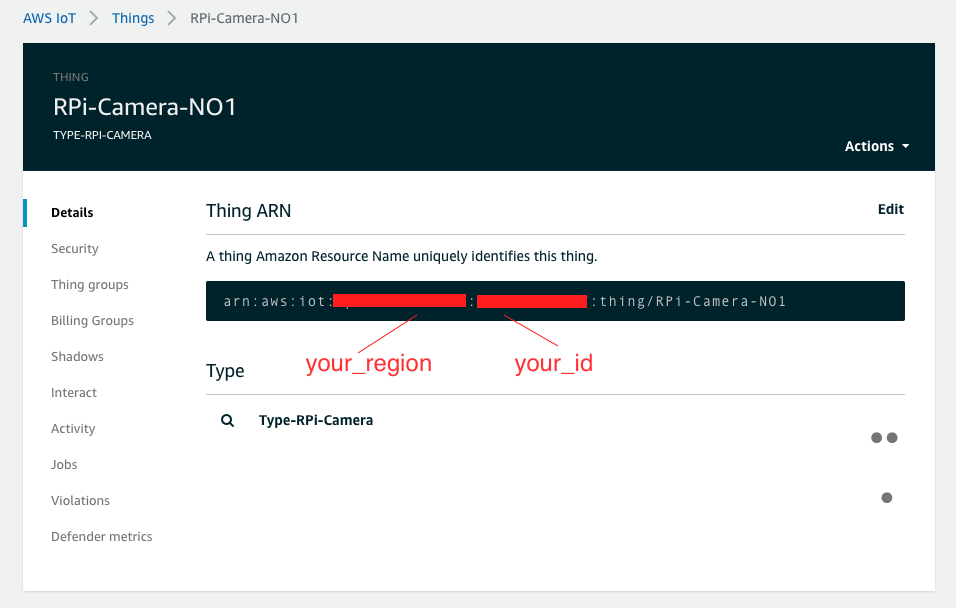 AWS IoT > Things > RPi-Camera-NO1
THING
RPi-Camera-NO1
TYPE-RPI-CAMERA
Actions
Details
Security
Thing groups
Billing Groups
Shadows
Interact
Activity
Jobs
Violations
Defender metrics
Thing ARN
Edit
A thing Amazon Resource Name uniquely identifies this thing.
arn:aws:iot: : :thing/RPi-Camera-NO1
your_region your_id
Type
Type-RPi-Camera